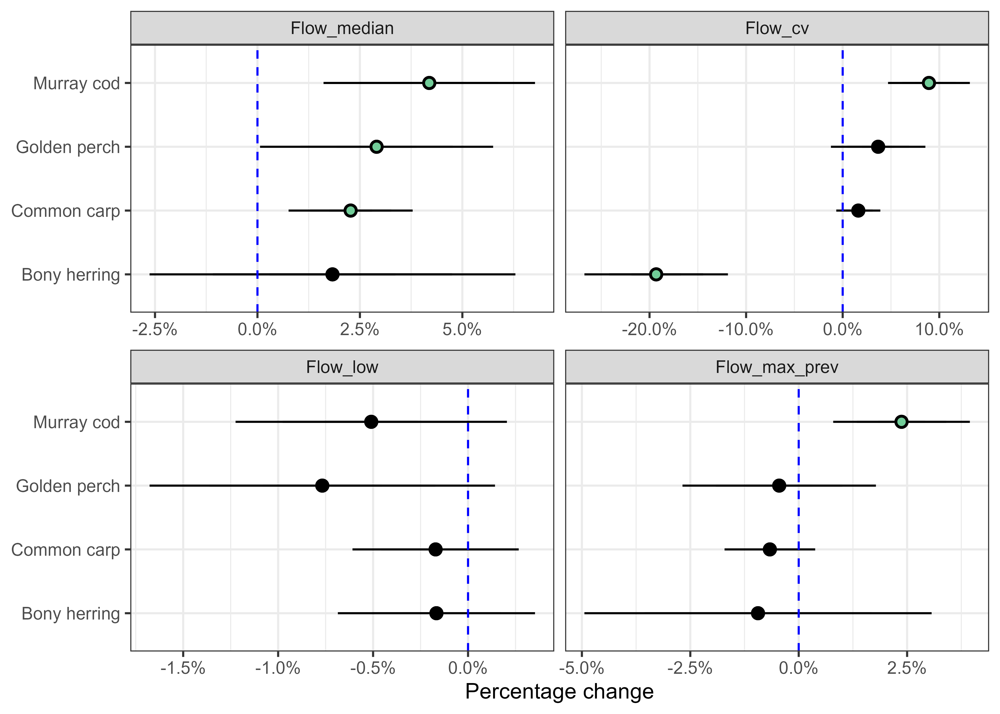 Flow_median
Flow_cv
Murray cod
Golden perch
Common carp
Bony herring
-2.5% 0.0% 2.5% 5.0%
-20.0% -10.0% 0.0% 10.0%
Flow_low
Flow_max_prev
Murray cod
Golden perch
Common carp
Bony herring
-1.5% -1.0% -0.5% 0.0%
-5.0% -2.5% 0.0% 2.5%
Percentage change